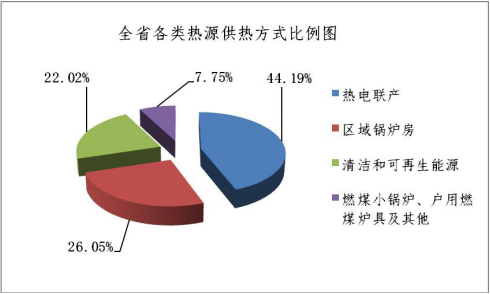 全省各类热源供热方式比例图
22.02%
7.75%
44.19%
26.05%
热电联产
区域锅炉房
清洁和可再生能源
燃煤小锅炉、户用燃
煤炉具及其他